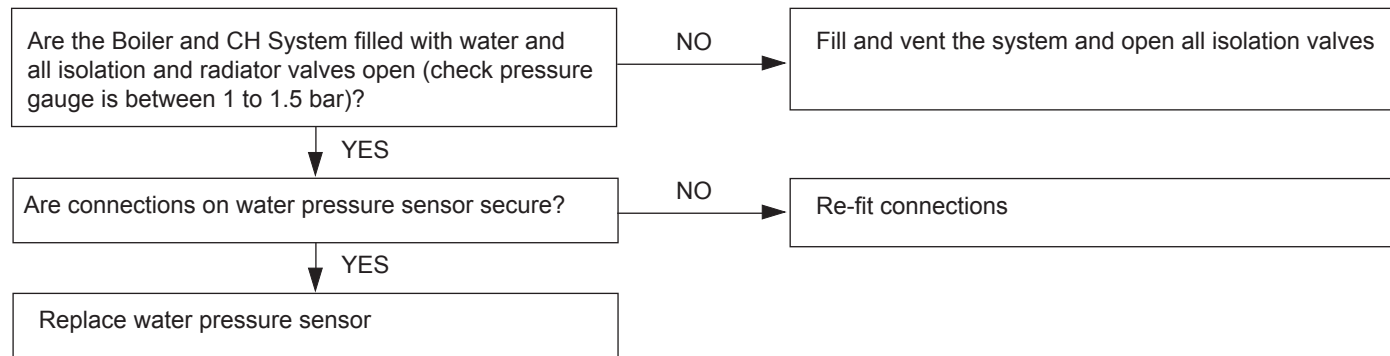 Are the Boiler and CH System filled with water and
all isolation and radiator valves open (check pressure
gauge is between 1 to 1.5 bar)?
NO
Fill and vent the system and open all isolation valves
YES
Are connections on water pressure sensor secure?
NO
Re-fit connections
YES
Replace water pressure sensor